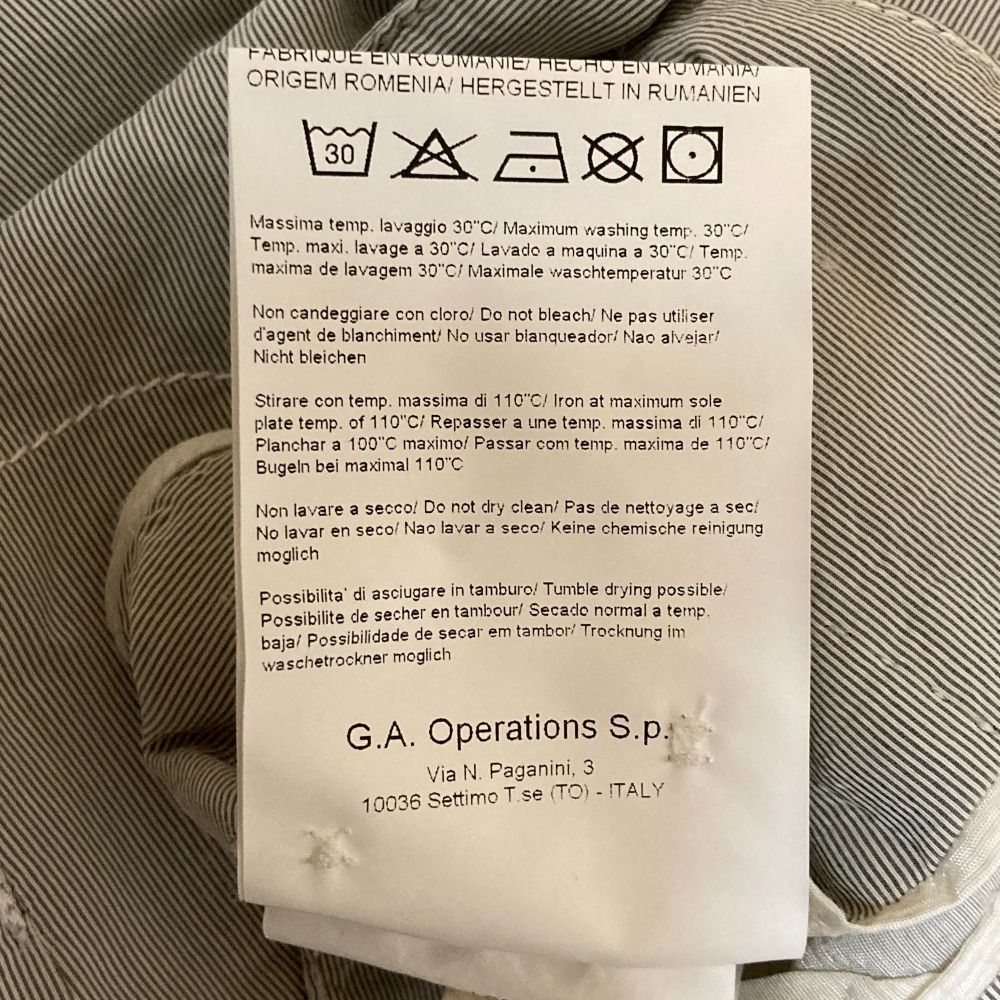 FABRIQUE EN ROUMANIE/ HECHO EN RUMANIA/
ORIGEM ROMENIA/ HERGESTELLT IN RUMANIEN
30
Massima temp. lavaggio 30"C/ Maximum washing temp. 30"C/
Temp. maxi. lavage a 30"C/ Lavado a maquina a 30"C/ Temp.
maxima de lavagem 30"C/ Maximale waschtemperatur 30"C
Non candeggiare con cloro/ Do not bleach/ Ne pas utiliser
d'agent de blanchiment/ No usar blanqueador/ Nao alvejar/
Nicht bleichen
Stirare con temp. massima di 110"C/ Iron at maximum sole
plate temp. of 110"C/ Repasser a une temp. massima di 110"C/
Planchar a 100"C maximo/ Passar com temp. maxima de 110"C/
Bugeln bei maximal 110"C
Non lavare a secco/ Do not dry clean/ Pas de nettoyage a sec/
No lavar en seco/ Nao lavar a seco/ Keine chemische reinigung
moglich
Possibilita' di asciugare in tamburo/ Tumble drying possible/
Possibilite de secher en tambour/ Secado normal a temp.
baja/ Possibilidade de secar em tambor/ Trocknung im
waschetrockner moglich
G.A. Operations S.p.
Via N. Paganini, 3
10036 Settimo T.se (TO) - ITALY